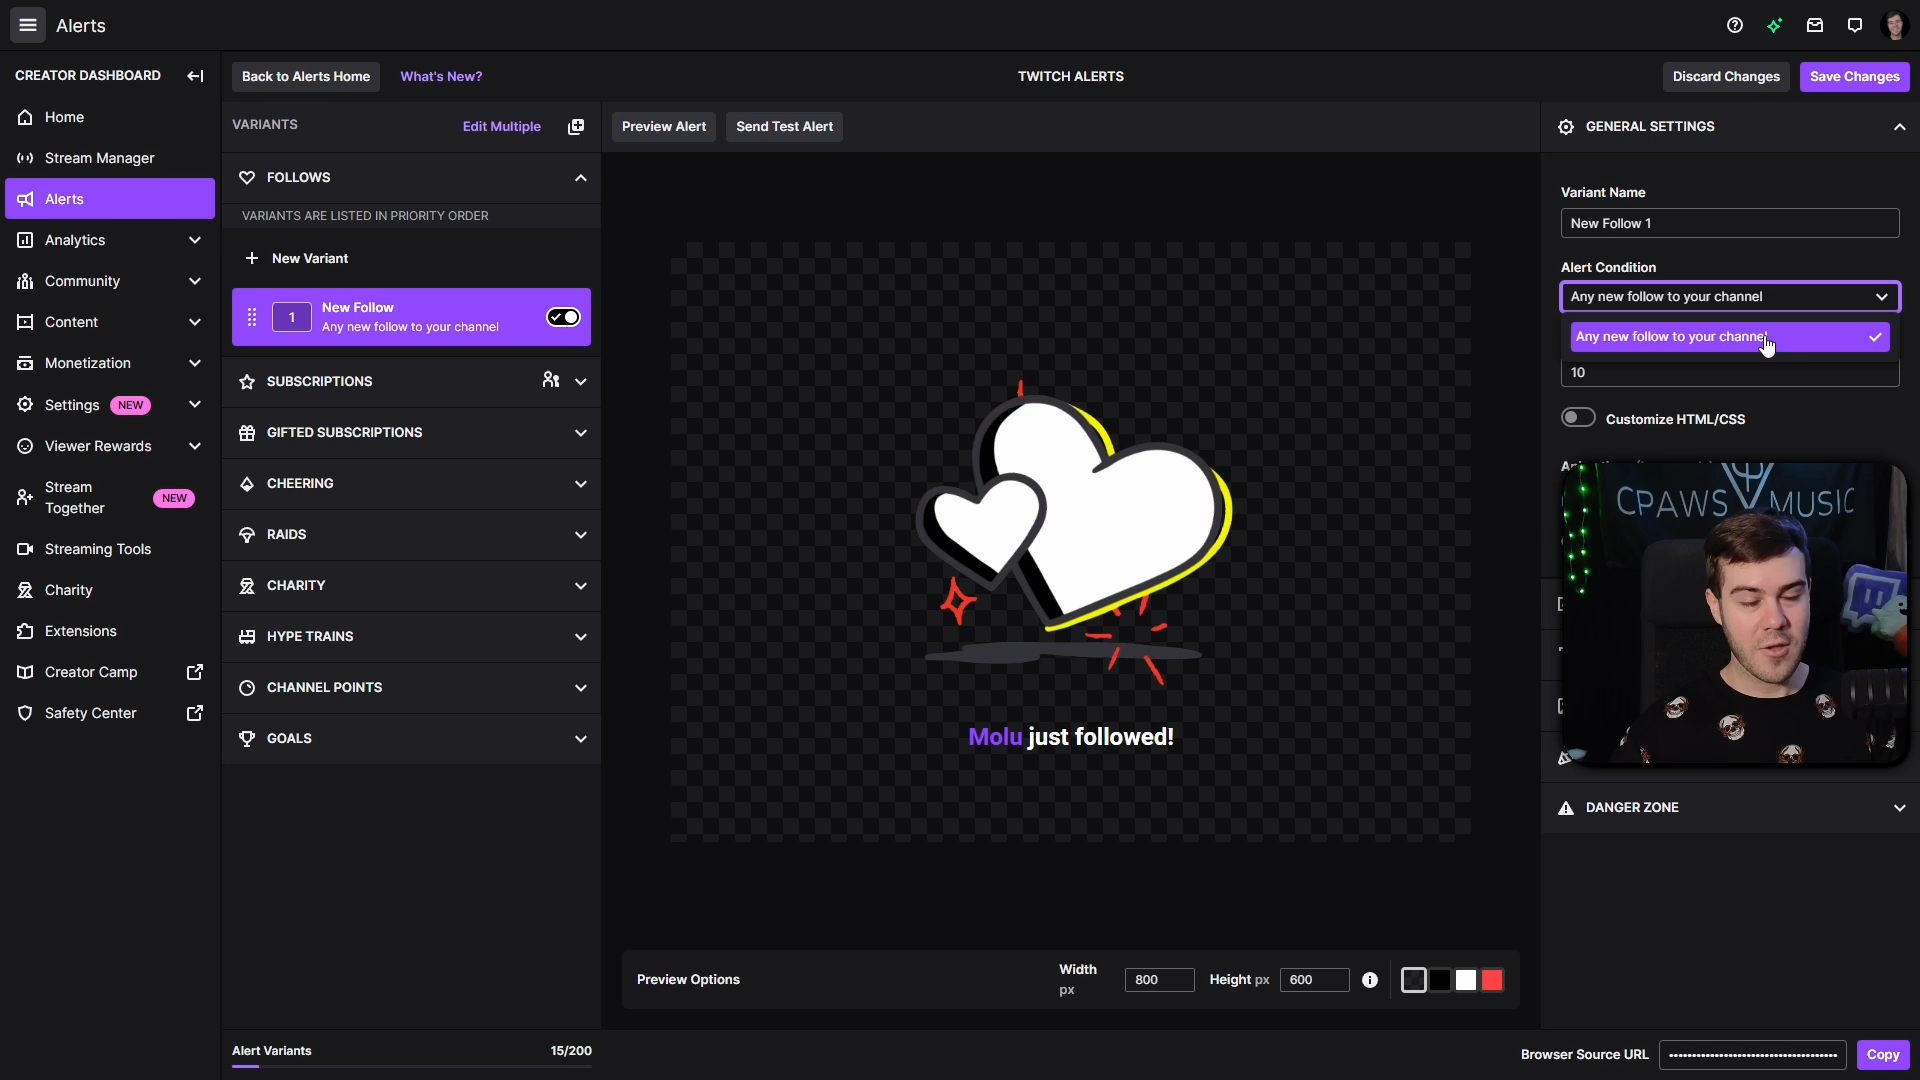 Alerts
CREATOR DASHBOARD
Home
Stream Manager
Alerts
Analytics
Community
Content
Monetization
Settings NEW
Viewer Rewards
Stream
Together NEW
Streaming Tools
Charity
Extensions
Creator Camp
Safety Center
Back to Alerts Home What's New?
TWITCH ALERTS
Discard Changes Save Changes
VARIANTS Edit Multiple
FOLLOWS
VARIANTS ARE LISTED IN PRIORITY ORDER
New Variant
1 New Follow
Any new follow to your channel
SUBSCRIPTIONS
GIFTED SUBSCRIPTIONS
CHEERING
RAIDS
CHARITY
HYPE TRAINS
CHANNEL POINTS
GOALS
Alert Variants 15/200
Preview Alert Send Test Alert
Molu just followed!
Preview Options
Width
px
800
Height px 600
GENERAL SETTINGS
Variant Name
New Follow 1
Alert Condition
Any new follow to your channel
Any new follow to your channel
10
Customize HTML/CSS
CPAWS MUSIC
DANGER ZONE
Browser Source URL
Copy